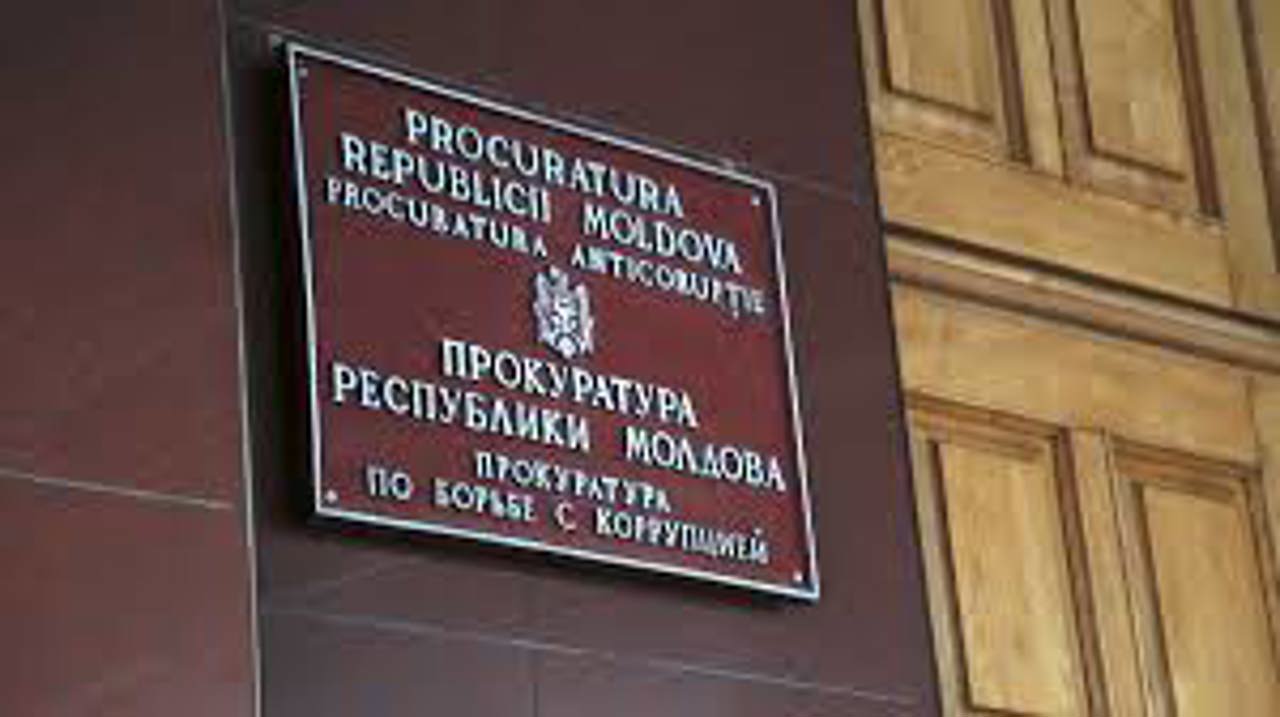 PROCURATURA
REPUBLICII MOLDOVA
PROCURATURA ANTICORUPȚIE
ПРОКУРАТУРА
РЕСПУБЛИКИ МОЛДОВА
ПРОКУРАТУРА
ПО БОРЬБЕ С КОРРУПЦИЕЙ